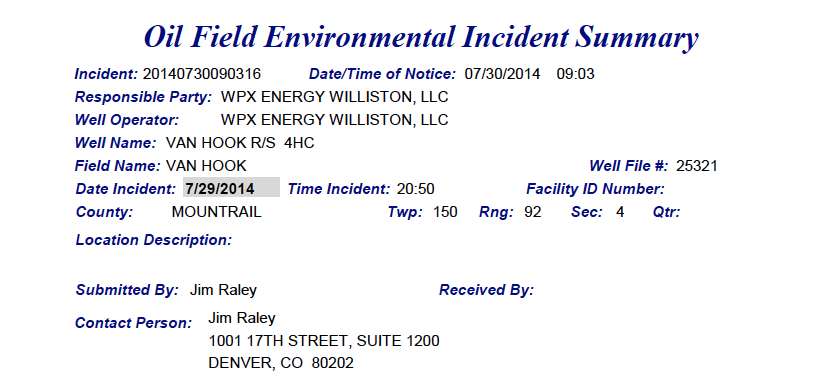 Oil Field Environmental Incident Summary
Incident: 20140730090316 Date/Time of Notice: 07/30/2014 09:03
Responsible Party: WPX ENERGY WILLISTON, LLC
Well Operator: WPX ENERGY WILLISTON, LLC
Well Name: VAN HOOK R/S 4HC
Field Name: VAN HOOK Well File #: 25321
Date Incident: 7/29/2014 Time Incident: 20:50 Facility ID Number:
County: MOUNTRAIL Twp: 150 Rng: 92 Sec: 4 Qtr:
Location Description:
Submitted By: Jim Raley Received By:
Contact Person: Jim Raley
1001 17TH STREET, SUITE 1200
DENVER, CO 80202